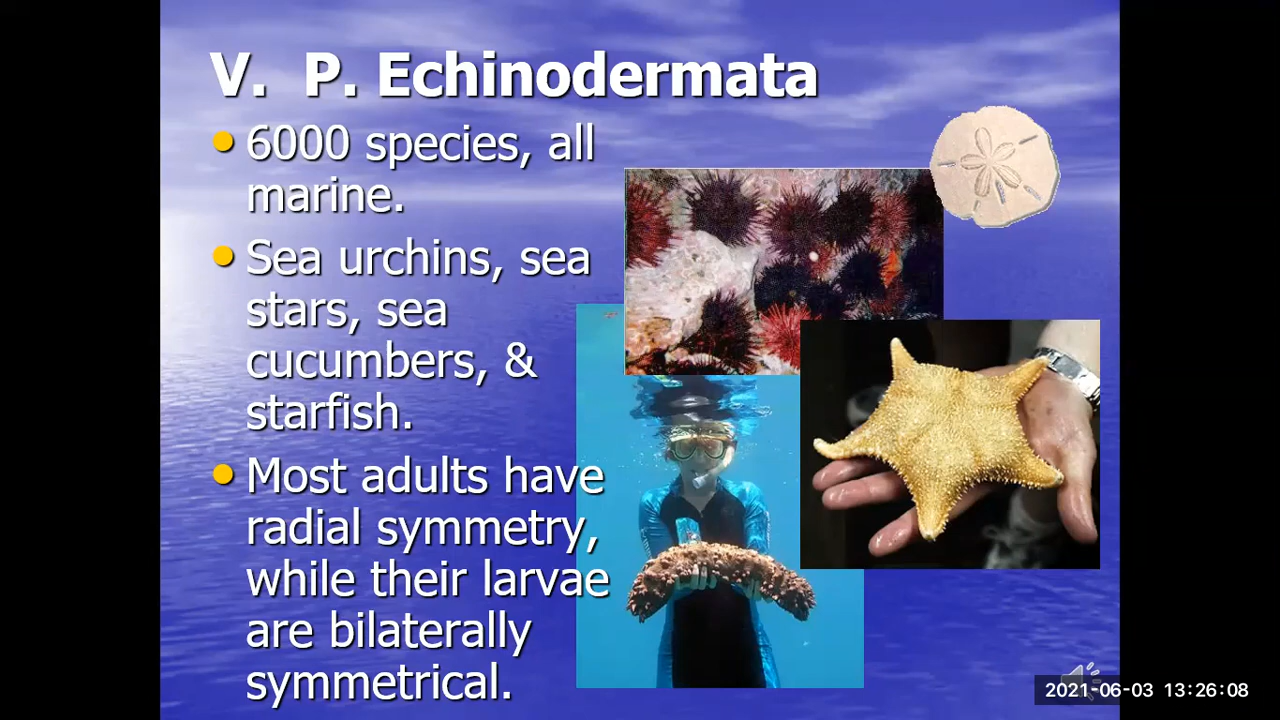 V. P. Echinodermata
6000 species, all
marine.
Sea urchins, sea
stars, sea
cucumbers, &
starfish.
Most adults have
radial symmetry,
while their larvae
are bilaterally
symmetrical.
2021-06-03 13:26:08